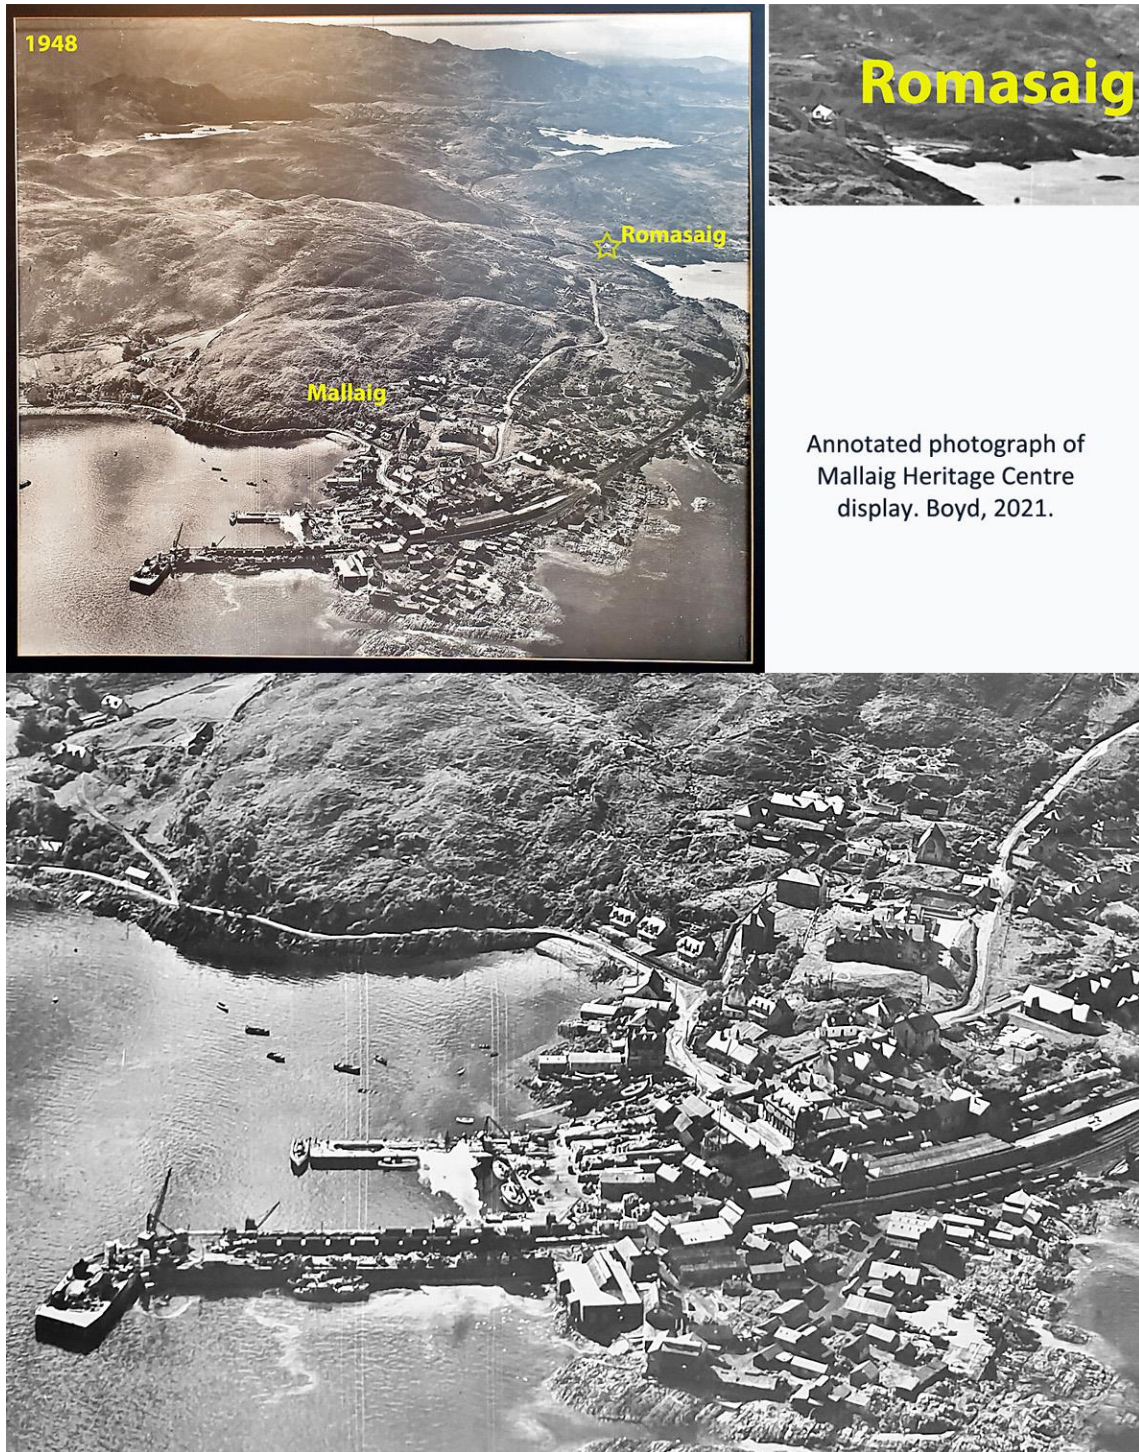 1948
Romasaig
Mallaig
Romasaig
Annotated photograph of
Mallaig Heritage Centre
display. Boyd, 2021.